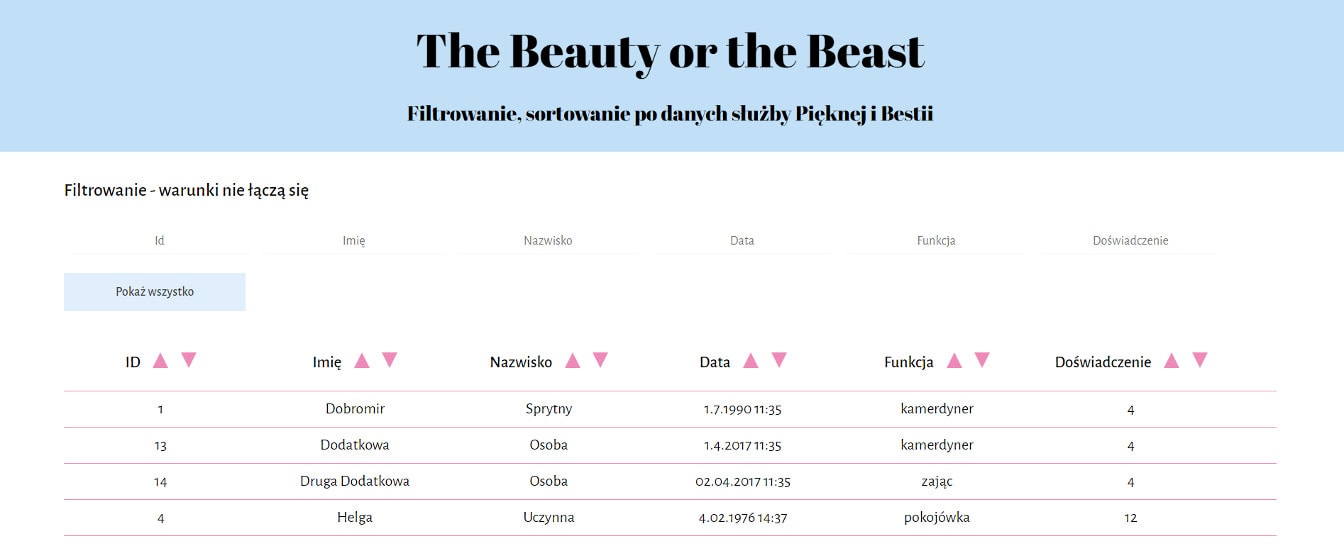 The Beauty or the Beast
Filtrowanie, sortowanie po danych służby Pięknej i Bestii
Filtrowanie - warunki nie łączą się
Id Imię Nazwisko Data Funkcja Doświadczenie
Pokaż wszystko
ID Imię Nazwisko Data Funkcja Doświadczenie
1 Dobromir Sprytny 1.7.1990 11:35 kamerdyner 4
13 Dodatkowa Osoba 1.4.2017 11:35 kamerdyner 4
14 Druga Dodatkowa Osoba 02.04.2017 11:35 zając 4
4 Helga Uczynna 4.02.1976 14:37 pokojówka 12